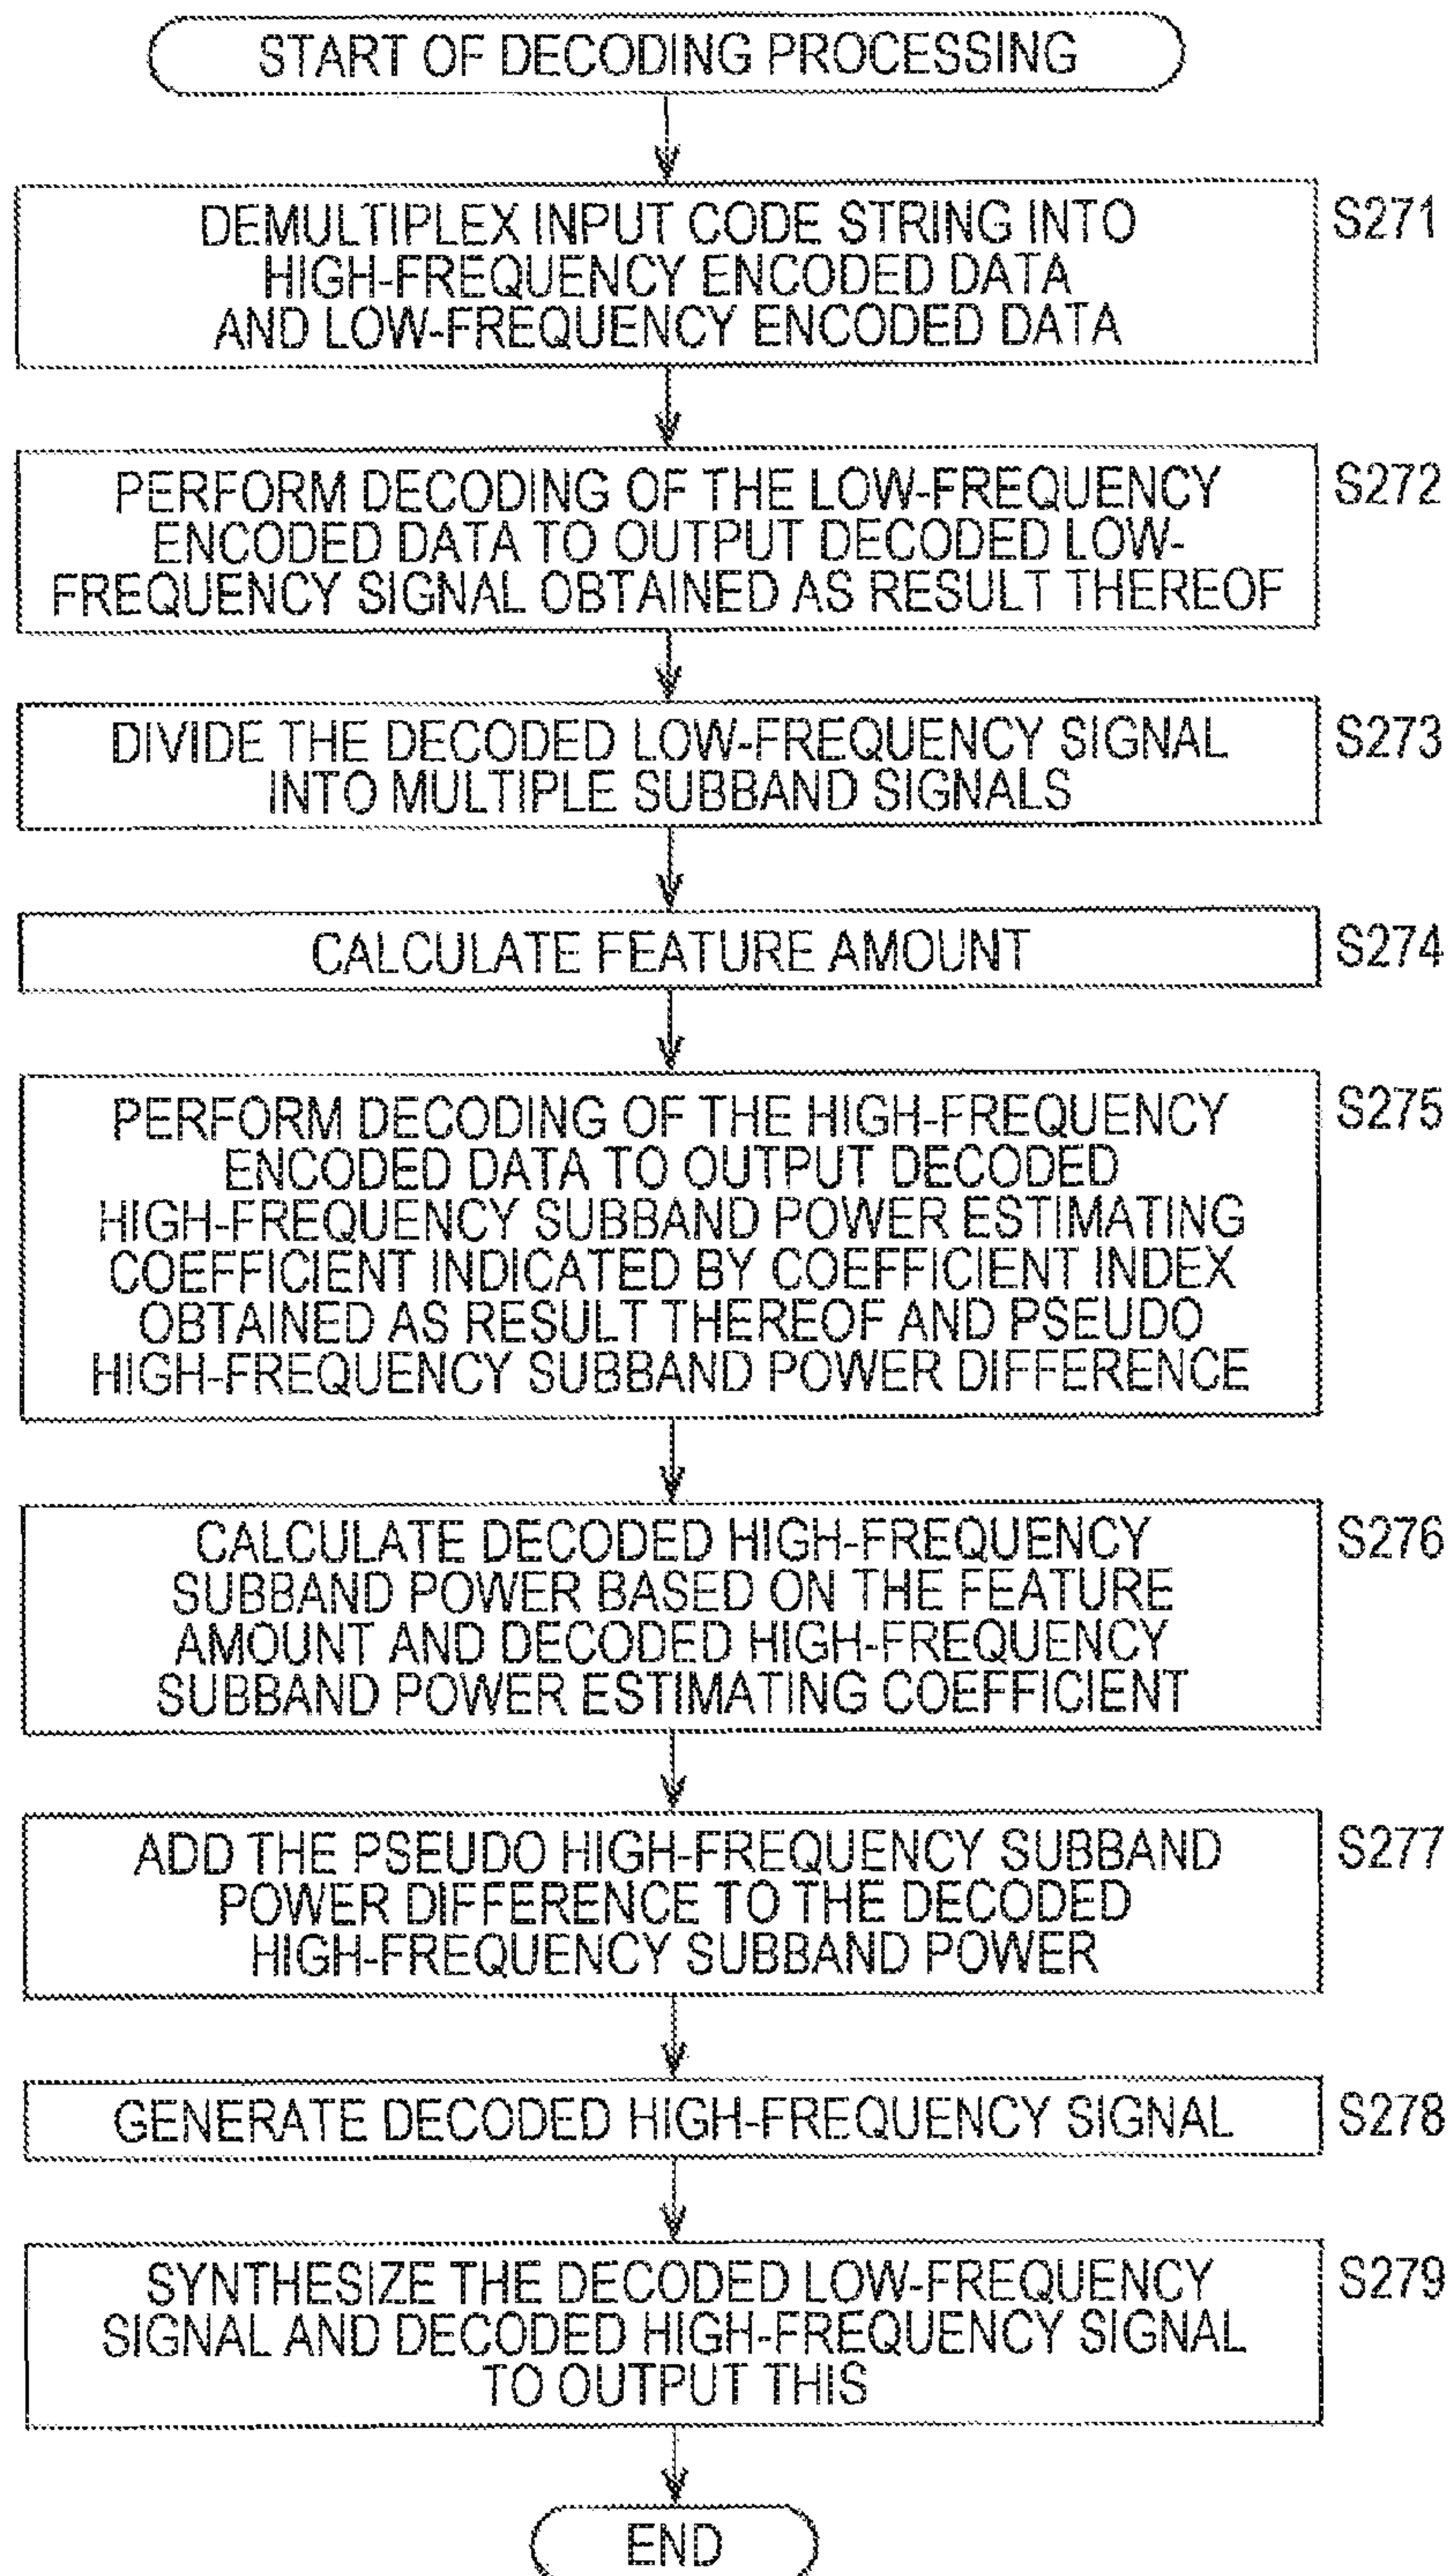 START OF DECODING PROCESSING
DEMULTIPLEX INPUT CODE STRING INTO
HIGH-FREQUENCY ENCODED DATA
AND LOW-FREQUENCY ENCODED DATA
S271
PERFORM DECODING OF THE LOW-FREQUENCY
ENCODED DATA TO OUTPUT DECODED LOW-
FREQUENCY SIGNAL OBTAINED AS RESULT THEREOF
S272
DIVIDE THE DECODED LOW-FREQUENCY SIGNAL
INTO MULTIPLE SUBBAND SIGNALS
S273
CALCULATE FEATURE AMOUNT
S274
PERFORM DECODING OF THE HIGH-FREQUENCY
ENCODED DATA TO OUTPUT DECODED
HIGH-FREQUENCY SUBBAND POWER ESTIMATING
COEFFICIENT INDICATED BY COEFFICIENT INDEX
OBTAINED AS RESULT THEREOF AND PSEUDO
HIGH-FREQUENCY SUBBAND POWER DIFFERENCE
S275
CALCULATE DECODED HIGH-FREQUENCY
SUBBAND POWER BASED ON THE FEATURE
AMOUNT AND DECODED HIGH-FREQUENCY
SUBBAND POWER ESTIMATING COEFFICIENT
S276
ADD THE PSEUDO HIGH-FREQUENCY SUBBAND
POWER DIFFERENCE TO THE DECODED
HIGH-FREQUENCY SUBBAND POWER
S277
GENERATE DECODED HIGH-FREQUENCY SIGNAL
S278
SYNTHESIZE THE DECODED LOW-FREQUENCY
SIGNAL AND DECODED HIGH-FREQUENCY SIGNAL
TO OUTPUT THIS
S279
END